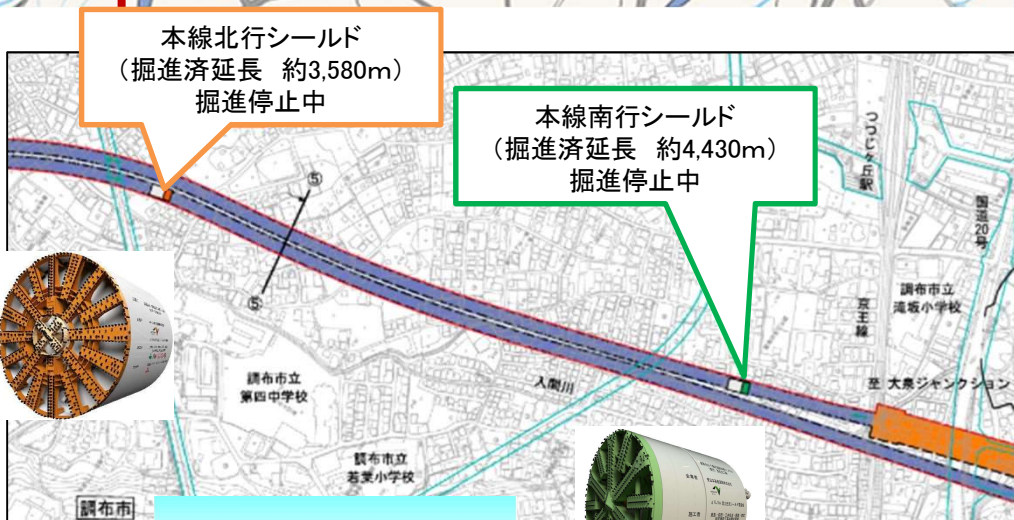 本線北行シールド
（掘進済延長　約3,580m）
掘進停止中
本線南行シールド
（掘進済延長　約4,430m）
掘進停止中
つつじヶ丘駅
国道20号
⑤
⑤
調布市立
滝坂小学校
京王線
至 大泉ジャンクション
入間川
調布市立
第四中学校
調布市立
若葉小学校
調布市